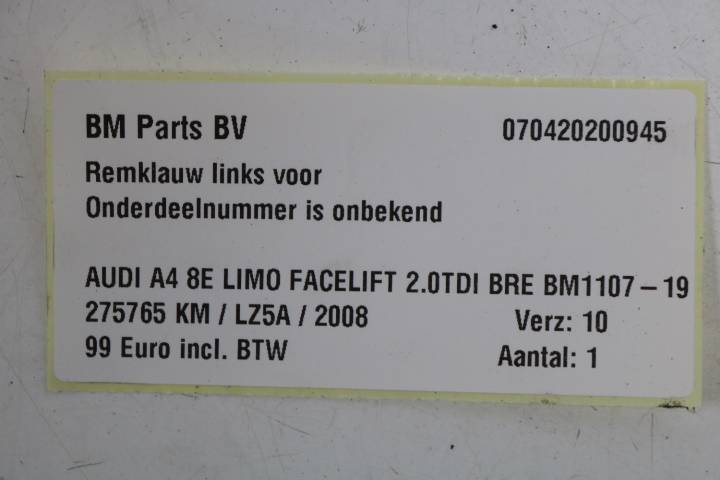 BM Parts BV 070420200945
Remklauw links voor
Onderdeelnummer is onbekend
AUDI A4 8E LIMO FACELIFT 2.0TDI BRE BM1107-19
275765 KM / LZ5A / 2008 Verz: 10
99 Euro incl. BTW Aantal: 1